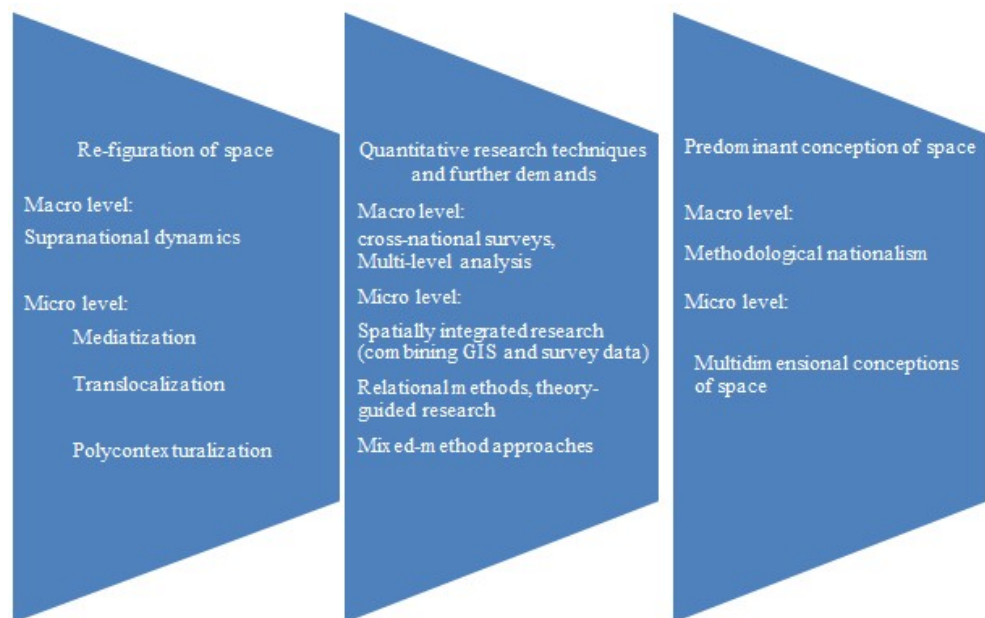 Re-figuration of space
Macro level:
Supranational dynamics
Micro level:
Mediatization
Translocalization
Polycontexturalization
Quantitative research techniques
and further demands
Macro level:
cross-national surveys,
Multi-level analysis
Micro level:
Spatially integrated research
(combining GIS and survey data)
Relational methods, theory-
guided research
Mixed-method approaches
Predominant conception of space
Macro level:
Methodological nationalism
Micro level:
Multidimensional conceptions
of space